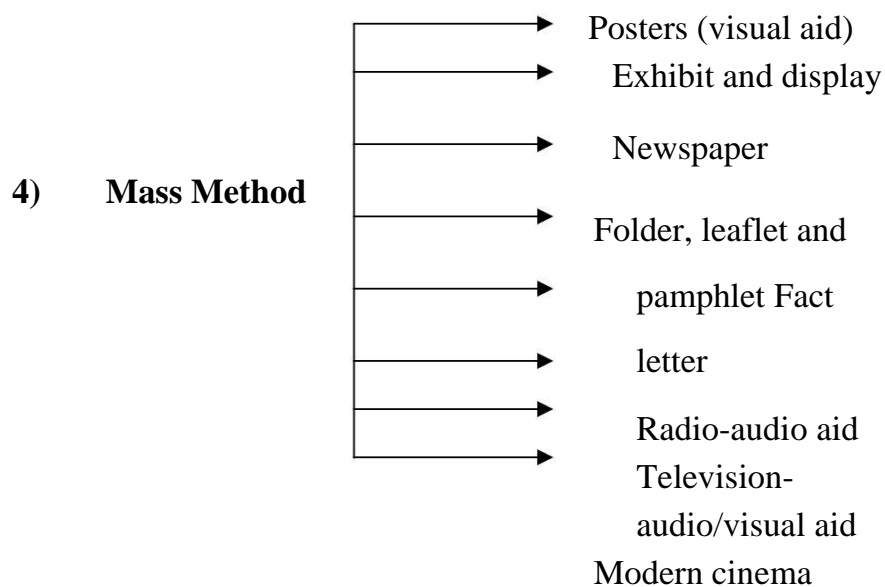 Posters (visual aid)
Exhibit and display
Newspaper
4) Mass Method
Folder, leaflet and
pamphlet Fact
letter
Radio-audio aid
Television-
audio/visual aid
Modern cinema